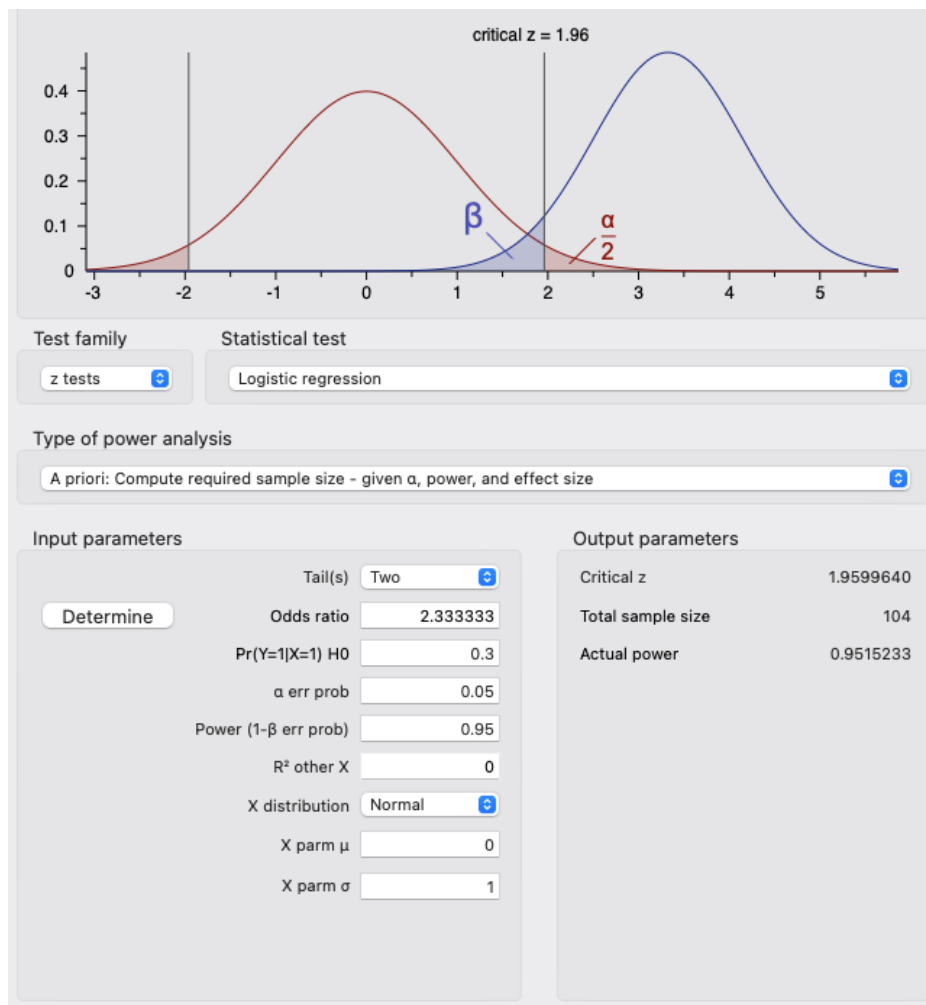 critical z = 1.96
0.4
0.3
0.2
0.1
0
β
α
2
-3 -2 -1 0 1 2 3 4 5
Test family Statistical test
z tests Logistic regression
Type of power analysis
A priori: Compute required sample size - given α, power, and effect size
Input parameters Output parameters
Tail(s) Two Critical z 1.9599640
Determine Odds ratio 2.333333 Total sample size 104
Pr(Y=1|X=1) H0 0.3 Actual power 0.9515233
α err prob 0.05
Power (1-β err prob) 0.95
R² other X 0
X distribution Normal
X parm μ 0
X parm σ 1